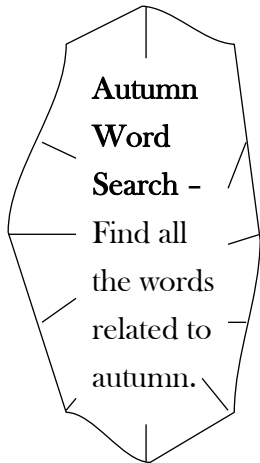 Autumn
Word
Search –
Find all
the words
related to
autumn.